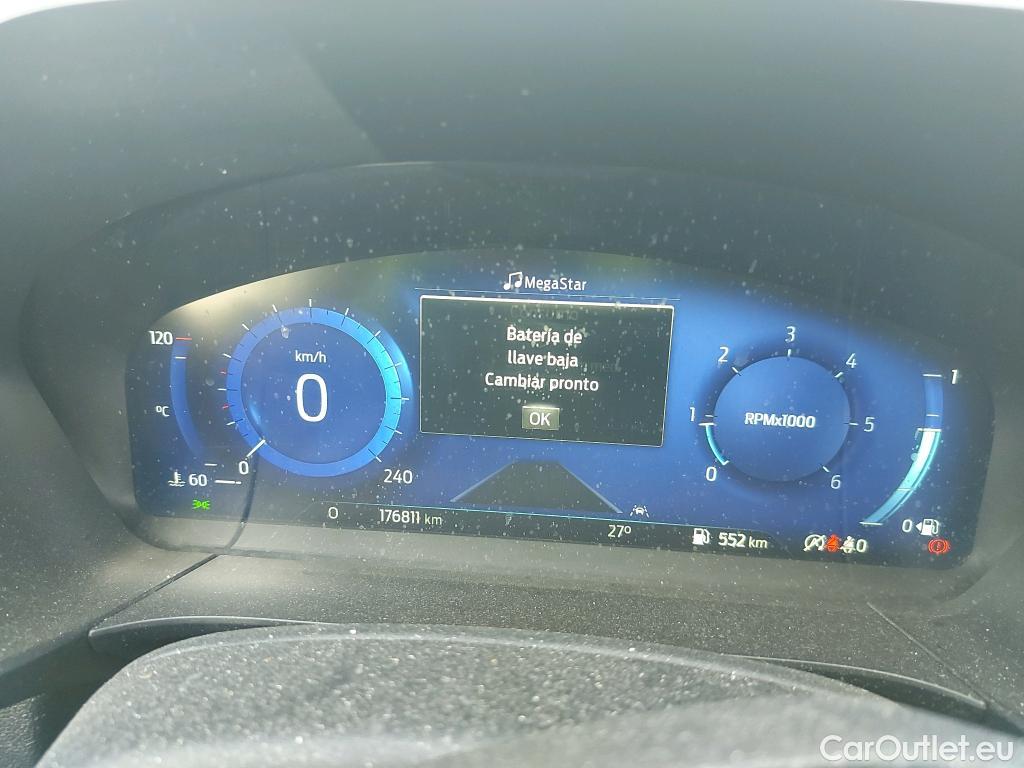 MegaStar
Batería de
llave baja
Cambiar pronto
OK
120
°C
60
km/h
0
0
240
0
1
2
3
4
5
6
RPMx1000
1
0
O
176811 km
27°
552 km
0
CarOutlet.eu